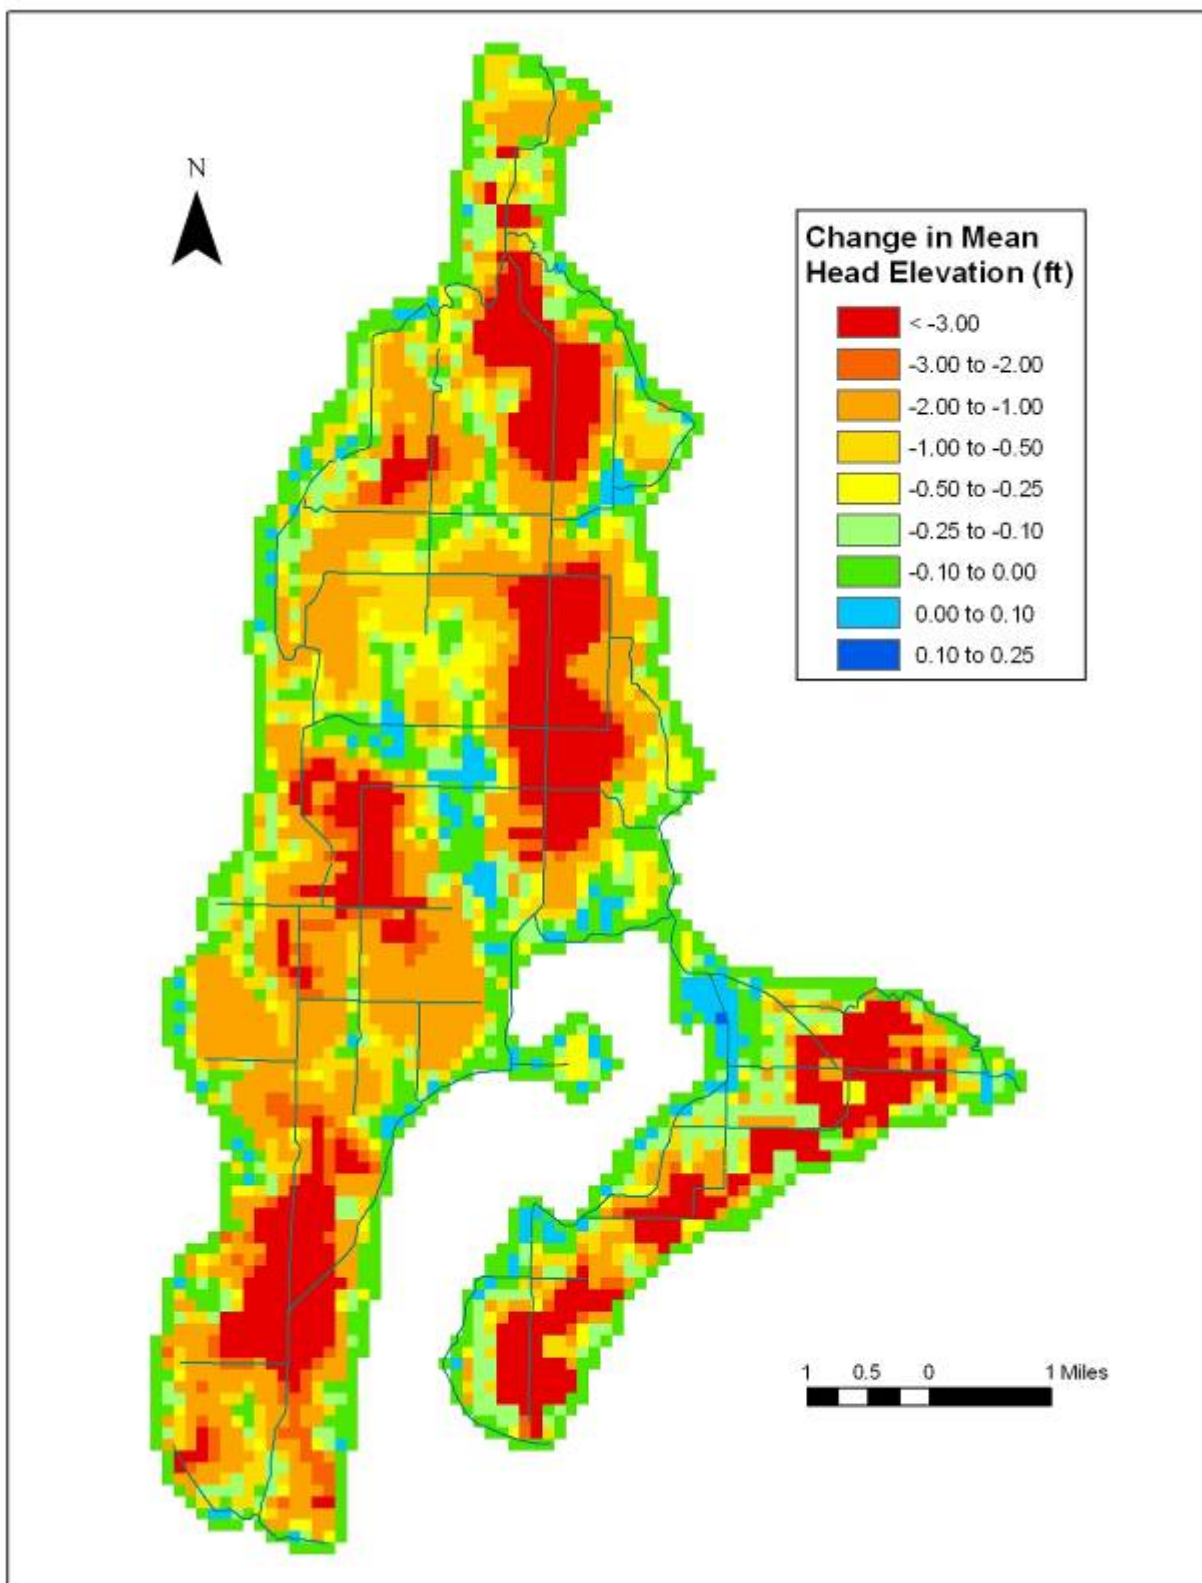 N
Change in Mean
Head Elevation (ft)
< -3.00
-3.00 to -2.00
-2.00 to -1.00
-1.00 to -0.50
-0.50 to -0.25
-0.25 to -0.10
-0.10 to 0.00
0.00 to 0.10
0.10 to 0.25
1 0.5 0 1 Miles